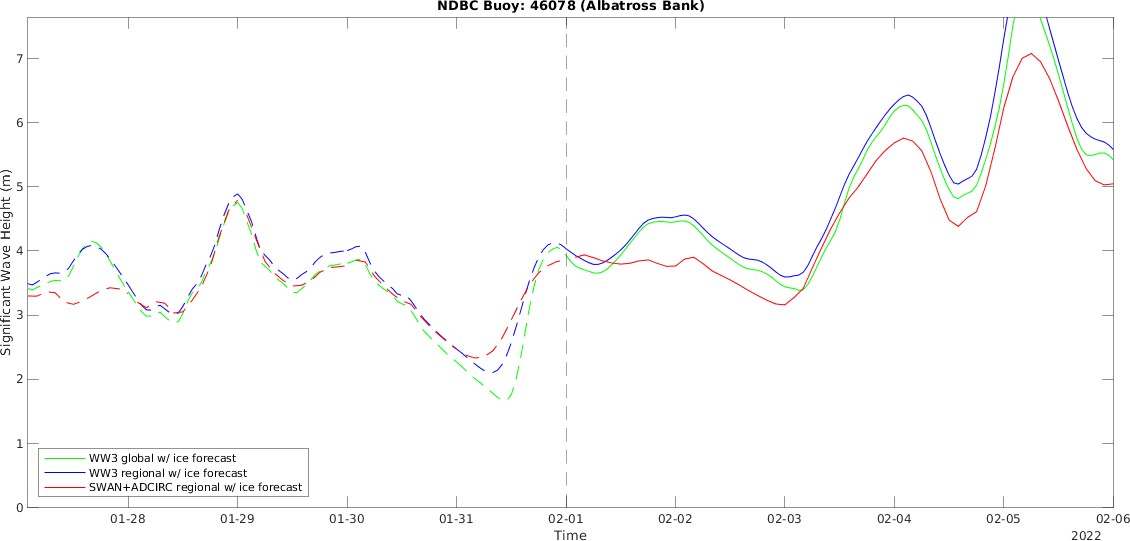 NDBC Buoy: 46078 (Albatross Bank)
Significant Wave Height (m)
7
6
5
4
3
2
1
0
WW3 global w/ ice forecast
WW3 regional w/ ice forecast
SWAN+ADCIRC regional w/ ice forecast
01-28 01-29 01-30 01-31 02-01 02-02 02-03 02-04 02-05 02-06
Time
2022